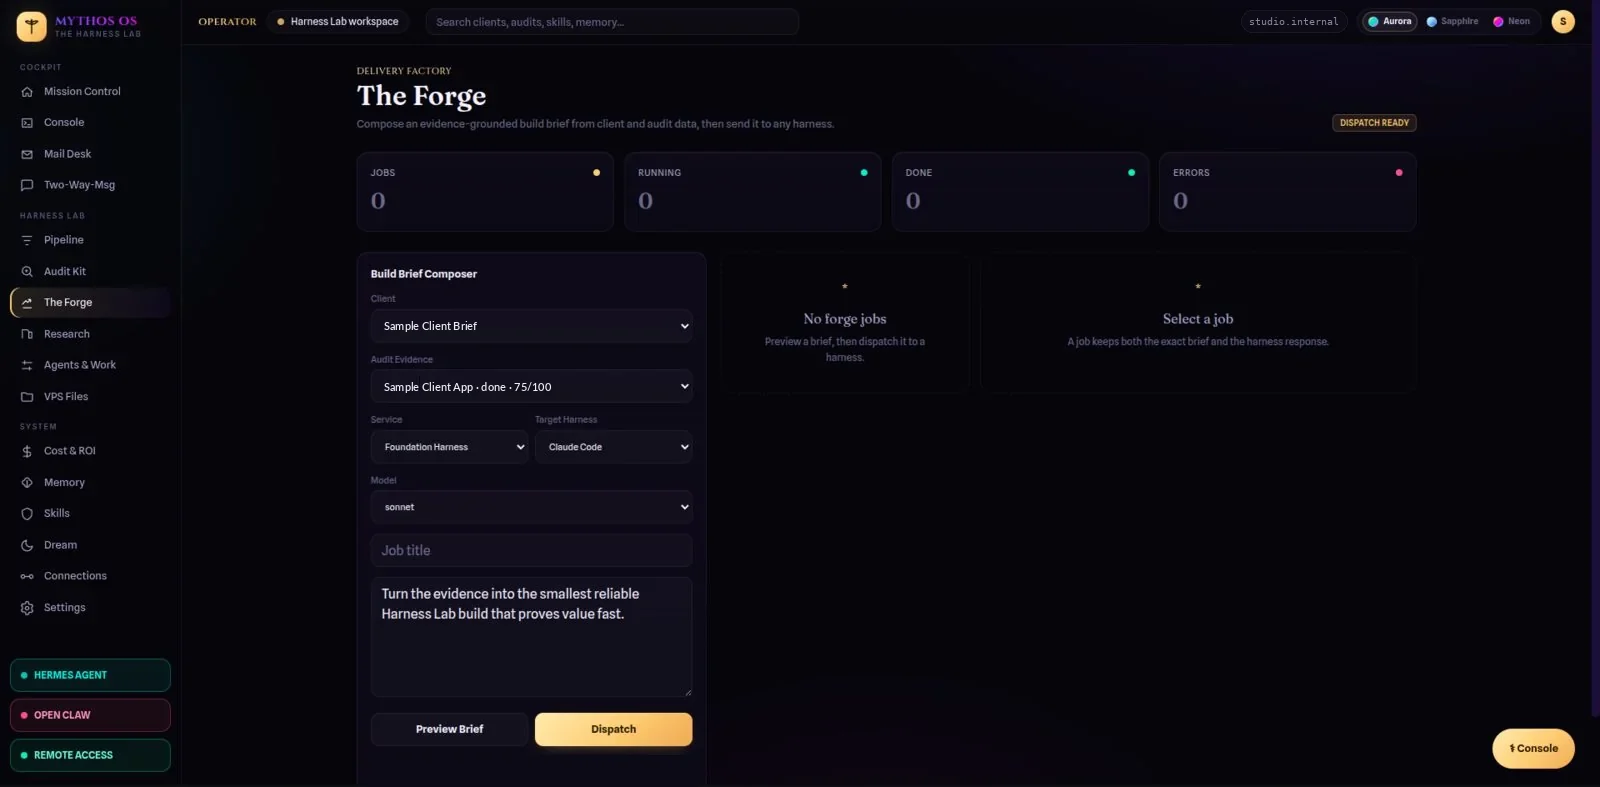 MYTHOS OS
THE HARNESS LAB
OPERATOR
Harness Lab workspace
Search clients, audits, skills, memory...
studio.internal
Aurora
Sapphire
Neon
S
COCKPIT
Mission Control
Console
Mail Desk
Two-Way-Msg
HARNESS LAB
Pipeline
Audit Kit
The Forge
Research
Agents & Work
VPS Files
SYSTEM
Cost & ROI
Memory
Skills
Dream
Connections
Settings
HERMES AGENT
OPEN CLAW
REMOTE ACCESS
DELIVERY FACTORY
The Forge
Compose an evidence-grounded build brief from client and audit data, then send it to any harness.
DISPATCH READY
JOBS
0
RUNNING
0
DONE
0
ERRORS
0
Build Brief Composer
Client
Sample Client Brief
Audit Evidence
Sample Client App · done · 75/100
Service
Target Harness
Foundation Harness
Claude Code
Model
sonnet
Job title
Turn the evidence into the smallest reliable
Harness Lab build that proves value fast.
Preview Brief
Dispatch
No forge jobs
Preview a brief, then dispatch it to a
harness.
Select a job
A job keeps both the exact brief and the harness response.
Console